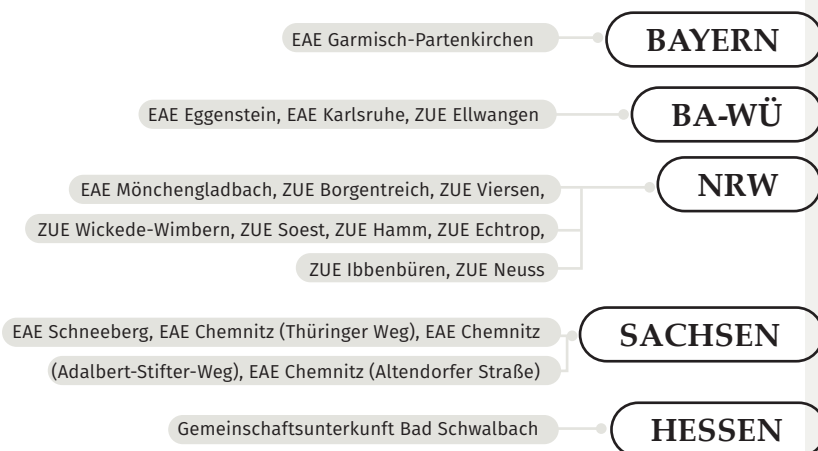 EAE Garmisch-Partenkirchen
BAYERN
EAE Eggenstein, EAE Karlsruhe, ZUE Ellwangen
BA-WÜ
EAE Mönchengladbach, ZUE Borgentreich, ZUE Viersen,
NRW
ZUE Wickede-Wimbern, ZUE Soest, ZUE Hamm, ZUE Echtrop,
ZUE Ibbenbüren, ZUE Neuss
EAE Schneeberg, EAE Chemnitz (Thüringer Weg), EAE Chemnitz
SACHSEN
(Adalbert-Stifter-Weg), EAE Chemnitz (Altendorfer Straße)
Gemeinschaftsunterkunft Bad Schwalbach
HESSEN